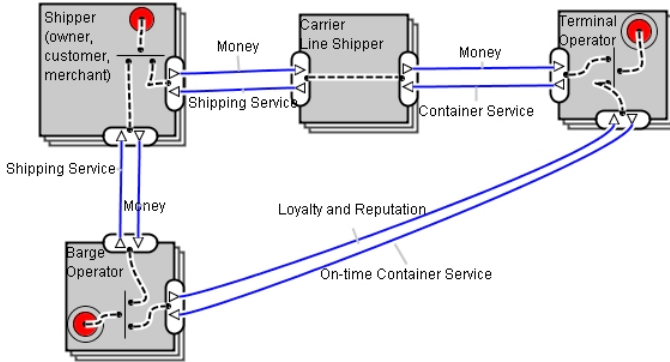 Shipper
(owner,
customer,
merchant)
Money
Shipping Service
Carrier
Line Shipper
Money
Container Service
Terminal
Operator
Shipping Service
Money
Loyalty and Reputation
On-time Container Service
Barge
Operator